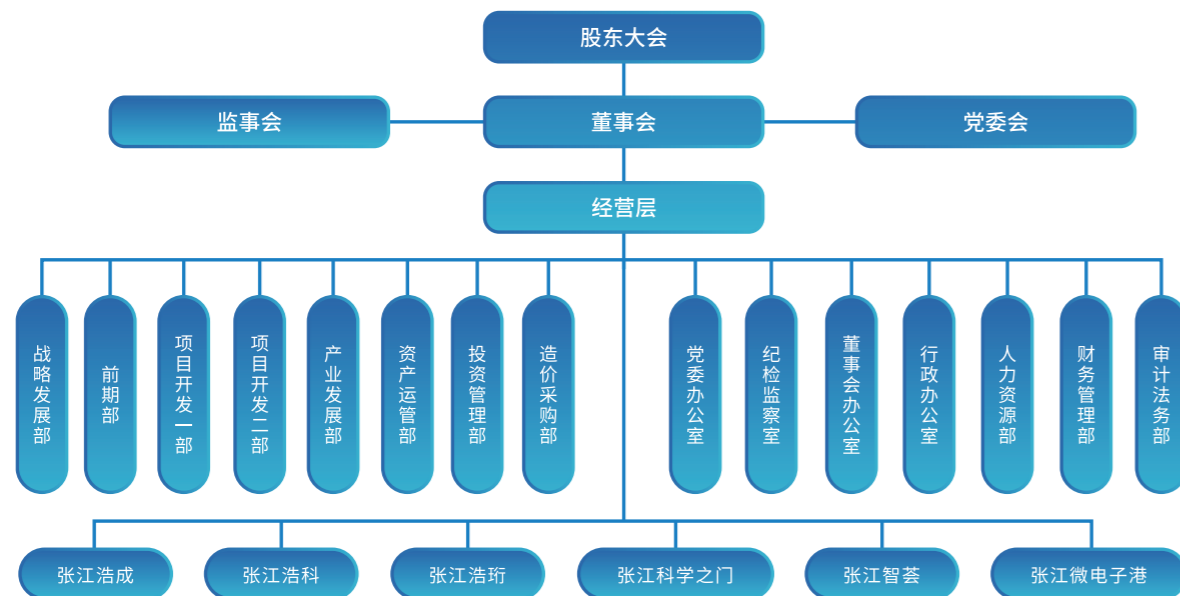 股东大会
监事会
董事会
党委会
经营层
战略发展部
前期部
项目开发一部
项目开发二部
产业发展部
资产运管部
投资管理部
造价采购部
党委办公室
纪检监察室
董事会办公室
行政办公室
人力资源部
财务管理部
审计法务部
张江浩成
张江浩科
张江浩珩
张江科学之门
张江智荟
张江微电子港